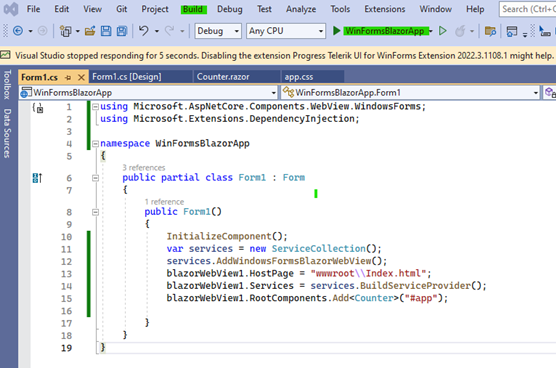 File Edit View Git Project Build Debug Test Analyze Tools Extensions Window Help Search (Ct
Debug Any CPU WinFormsBlazorApp
Visual Studio stopped responding for 5 seconds. Disabling the extension Progress Telerik UI for WinForms Extension 2022.3.1108.1 might help.
Form1.cs Form1.cs [Design] Counter.razor app.css
WinFormsBlazorApp WinFormsBlazorApp.Form1
Toolbox
Data Sources
1 using Microsoft.AspNetCore.Components.WebView.WindowsForms;
2 using Microsoft.Extensions.DependencyInjection;
3
4 namespace WinFormsBlazorApp
5 {
3 references
6 public partial class Form1 : Form
7 {
1 reference
8 public Form1()
9 {
10 InitializeComponent();
11 var services = new ServiceCollection();
12 services.AddWindowsFormsBlazorWebView();
13 blazorWebView1.HostPage = "wwwroot\\Index.html";
14 blazorWebView1.Services = services.BuildServiceProvider();
15 blazorWebView1.RootComponents.Add<Counter>("#app");
16
17 }
18 }
19 }